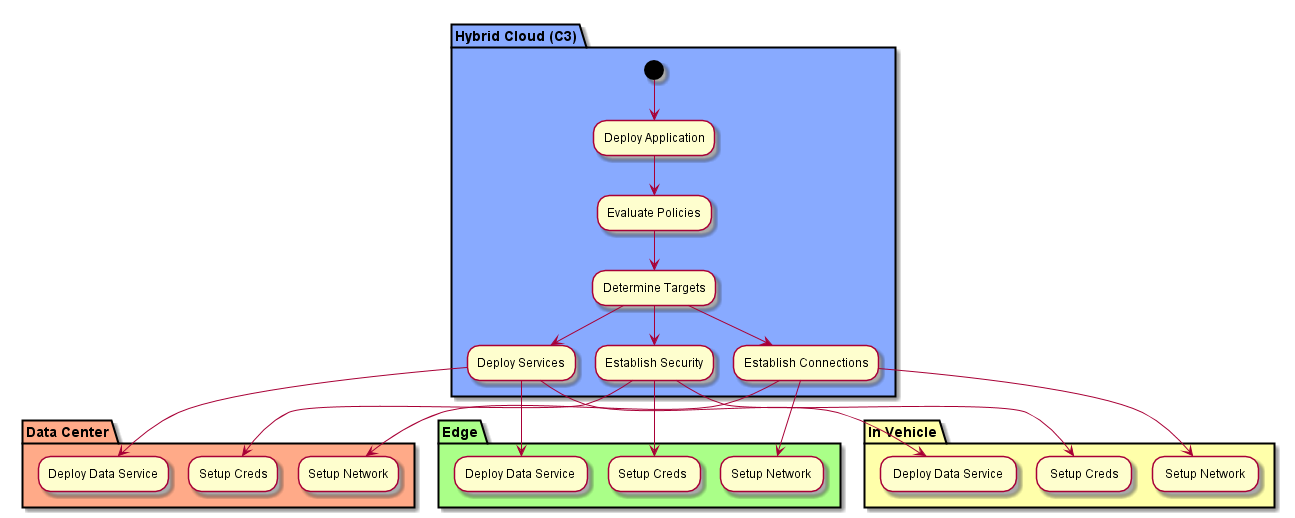 Hybrid Cloud (C3)
Deploy Application
Evaluate Policies
Determine Targets
Deploy Services
Establish Security
Establish Connections
Data Center
Deploy Data Service
Setup Creds
Setup Network
Edge
Deploy Data Service
Setup Creds
Setup Network
In Vehicle
Deploy Data Service
Setup Creds
Setup Network